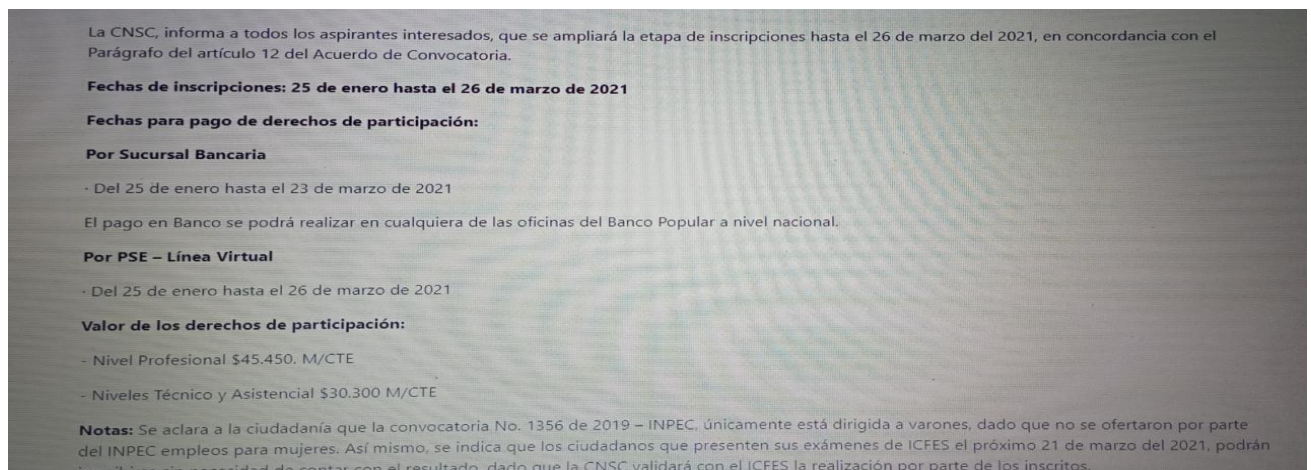 La CNSC, informa a todos los aspirantes interesados, que se ampliará la etapa de inscripciones hasta el 26 de marzo del 2021, en concordancia con el
Parágrafo del artículo 12 del Acuerdo de Convocatoria.
Fechas de inscripciones: 25 de enero hasta el 26 de marzo de 2021
Fechas para pago de derechos de participación:
Por Sucursal Bancaria
· Del 25 de enero hasta el 23 de marzo de 2021
El pago en Banco se podrá realizar en cualquiera de las oficinas del Banco Popular a nivel nacional.
Por PSE – Línea Virtual
· Del 25 de enero hasta el 26 de marzo de 2021
Valor de los derechos de participación:
- Nivel Profesional $45.450. M/CTE
- Niveles Técnico y Asistencial $30.300 M/CTE
Notas: Se aclara a la ciudadanía que la convocatoria No. 1356 de 2019 – INPEC, únicamente está dirigida a varones, dado que no se ofertaron por parte
del INPEC empleos para mujeres. Así mismo, se indica que los ciudadanos que presenten sus exámenes de ICFES el próximo 21 de marzo del 2021, podrán
sin necesidad de contar con el resultado, dado que la CNSC validará con el ICFES la realización por parte de los inscritos.